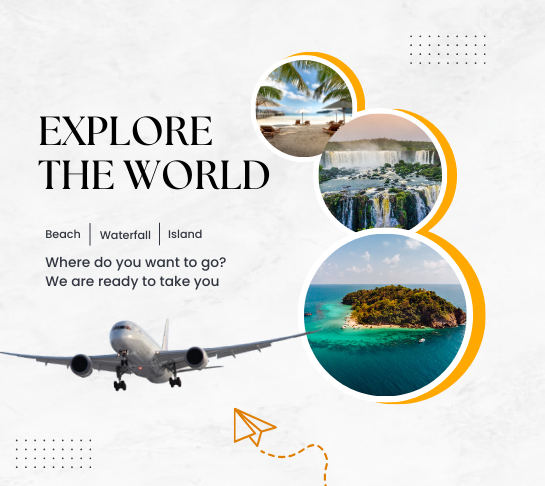 EXPLORE
THE WORLD
Beach | Waterfall | Island
Where do you want to go?
We are ready to take you